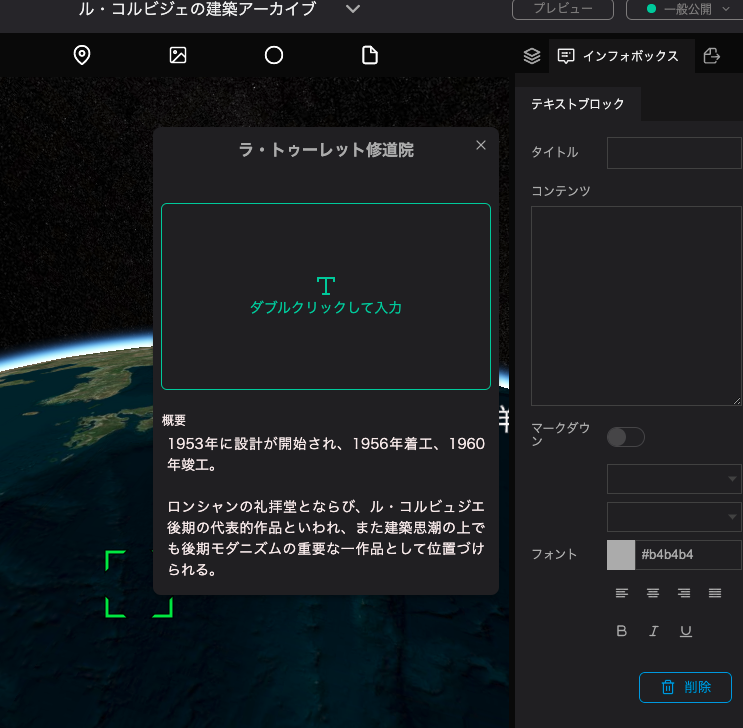 ル・コルビジェの建築アーカイブ
プレビュー
一般公開
インフォボックス
テキストブロック
ラ・トゥーレット修道院
タイトル
コンテンツ
ダブルクリックして入力
概要
1953年に設計が開始され、1956年着工、1960
年竣工。
ロンシャンの礼拝堂とならび、ル・コルビュジエ
後期の代表的作品といわれ、また建築思潮の上で
も後期モダニズムの重要な一作品として位置づけ
られる。
マークダウ
ン
フォント
#b4b4b4
B I U
削除